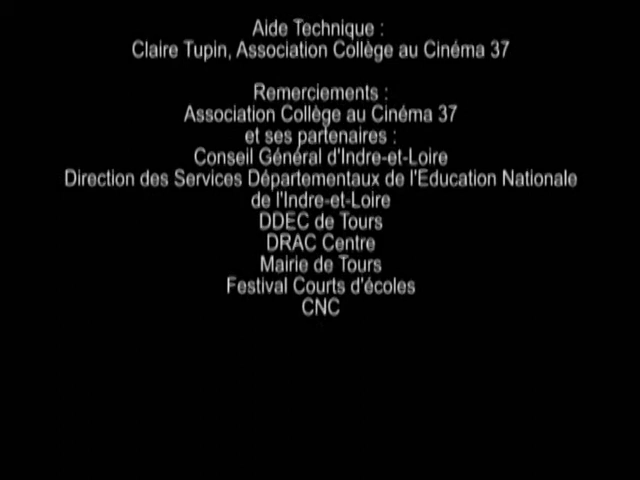 Aide Technique :
Claire Tupin, Association Collège au Cinéma 37
Remerciements :
Association Collège au Cinéma 37
et ses partenaires :
Conseil Général d'Indre-et-Loire
Direction des Services Départementaux de l'Education Nationale
de l'Indre-et-Loire
DDEC de Tours
DRAC Centre
Mairie de Tours
Festival Courts d'écoles
CNC